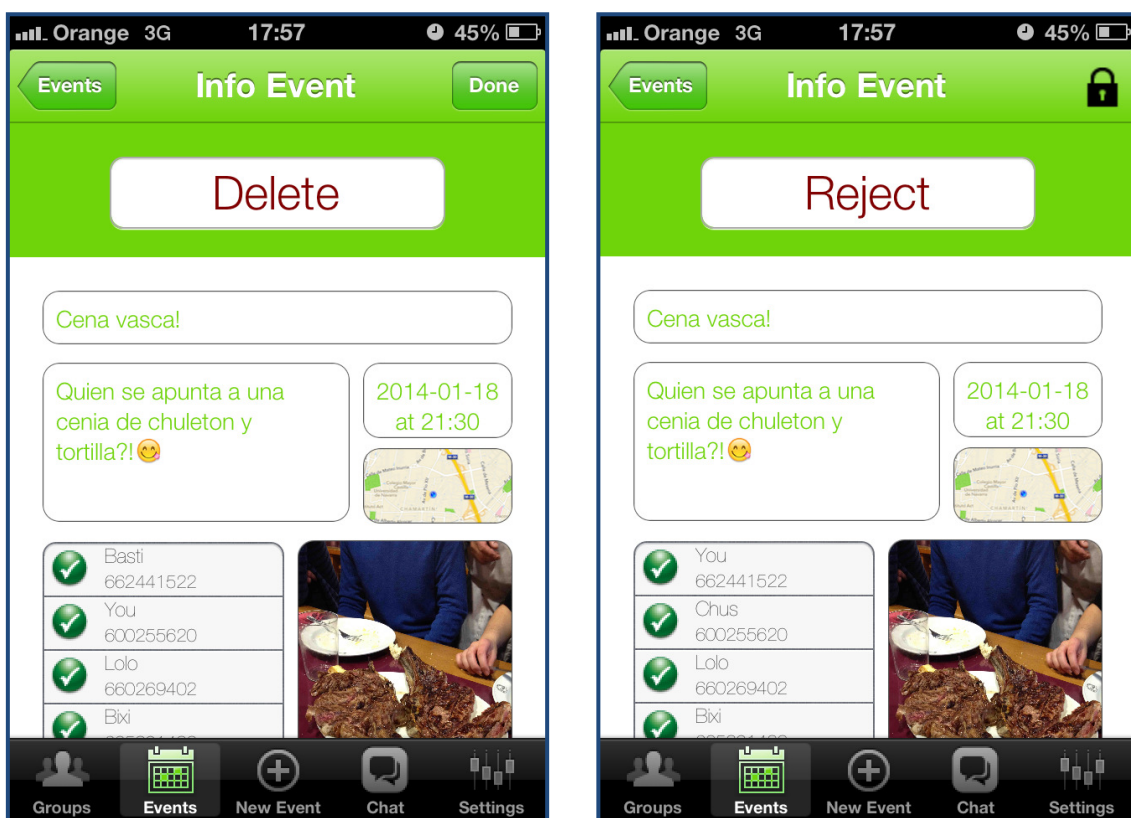 Orange 3G 17:57 45%
Events Info Event Done
Delete
Cena vasca!
Quien se apunta a una
cenia de chuleton y
tortilla?!😋
2014-01-18
at 21:30
CHAMARTIN
Basti
662441522
You
600255620
Lolo
660269402
Bixi
Groups Events New Event Chat Settings
Orange 3G 17:57 45%
Events Info Event
Reject
Cena vasca!
Quien se apunta a una
cenia de chuleton y
tortilla?!😋
2014-01-18
at 21:30
CHAMARTIN
You
662441522
Chus
600255620
Lolo
660269402
Bixi
Groups Events New Event Chat Settings